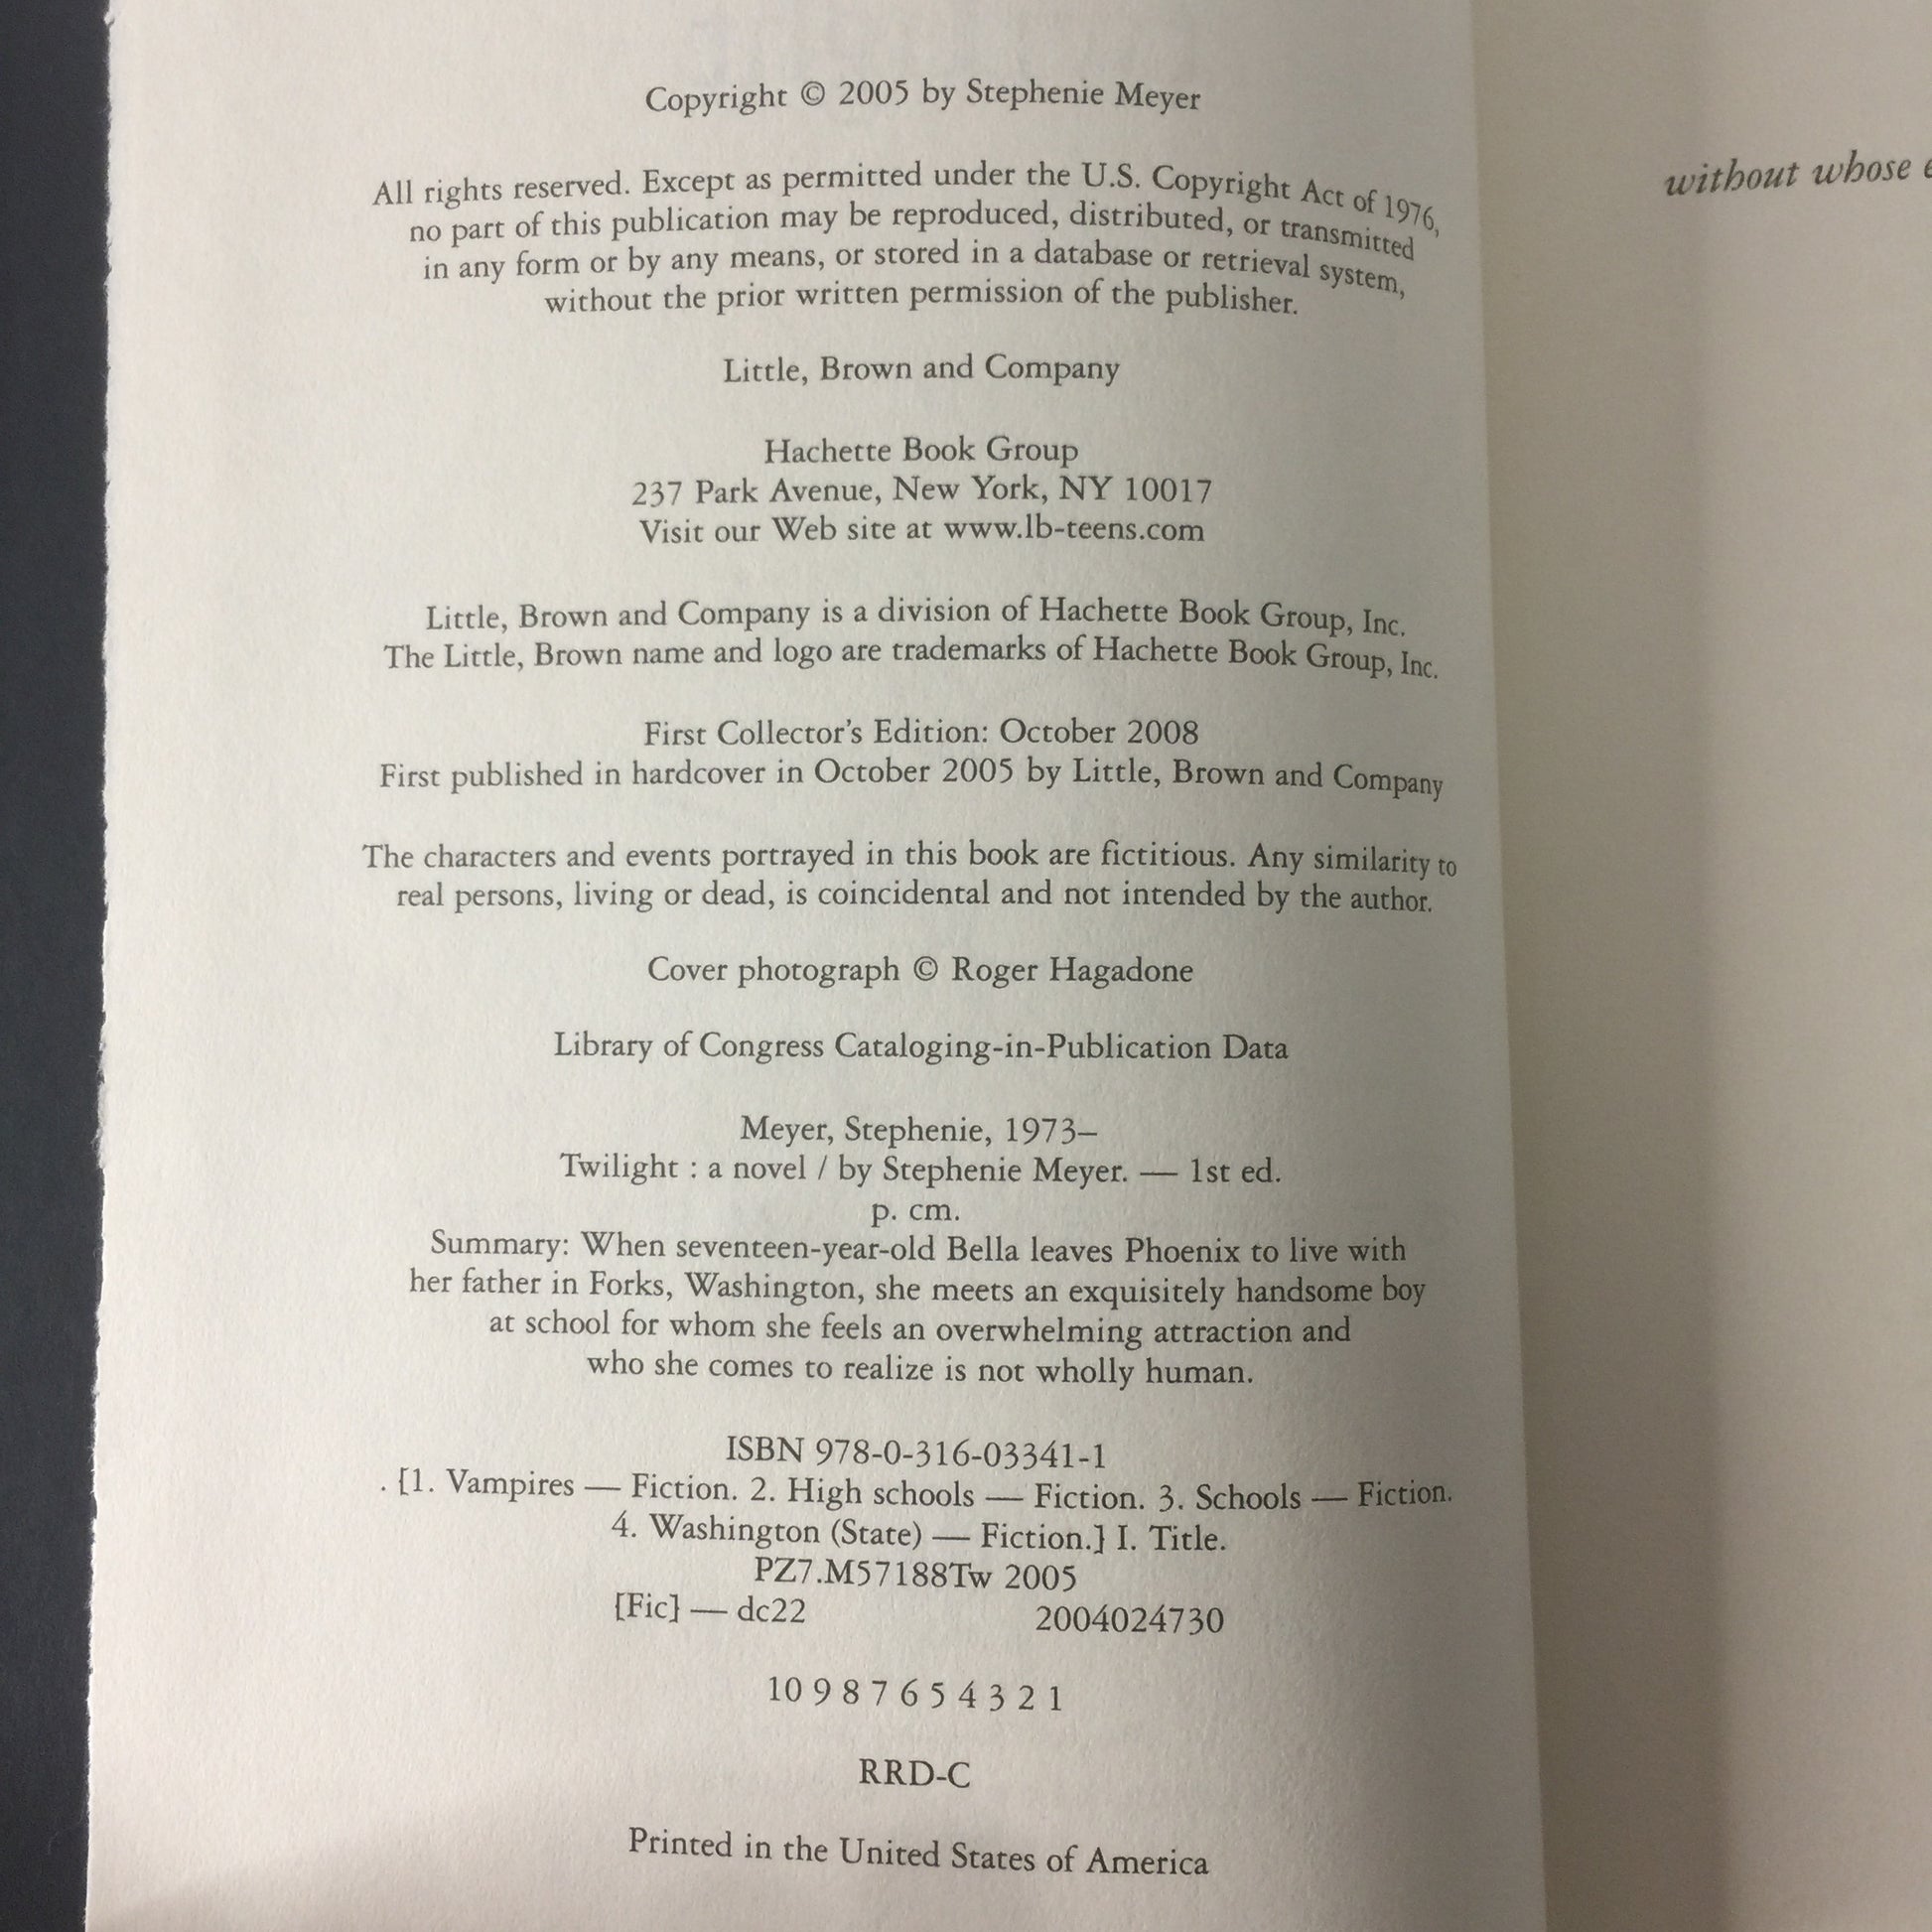 Copyright © 2005 by Stephenie Meyer
All rights reserved. Except as permitted under the U.S. Copyright Act of 1976,
no part of this publication may be reproduced, distributed, or transmitted
in any form or by any means, or stored in a database or retrieval system,
without the prior written permission of the publisher.
Little, Brown and Company
Hachette Book Group
237 Park Avenue, New York, NY 10017
Visit our Web site at www.lb-teens.com
Little, Brown and Company is a division of Hachette Book Group, Inc.
The Little, Brown name and logo are trademarks of Hachette Book Group, Inc.
First Collector's Edition: October 2008
First published in hardcover in October 2005 by Little, Brown and Company
The characters and events portrayed in this book are fictitious. Any similarity to
real persons, living or dead, is coincidental and not intended by the author.
Cover photograph © Roger Hagadone
Library of Congress Cataloging-in-Publication Data
Meyer, Stephenie, 1973–
Twilight : a novel / by Stephenie Meyer. — 1st ed.
p. cm.
Summary: When seventeen-year-old Bella leaves Phoenix to live with
her father in Forks, Washington, she meets an exquisitely handsome boy
at school for whom she feels an overwhelming attraction and
who she comes to realize is not wholly human.
ISBN 978-0-316-03341-1
. [1. Vampires — Fiction. 2. High schools — Fiction. 3. Schools — Fiction.
4. Washington (State) — Fiction.] I. Title.
PZ7.M57188Tw 2005
[Fic] — dc22 2004024730
10 9 8 7 6 5 4 3 2 1
RRD-C
Printed in the United States of America
without whose